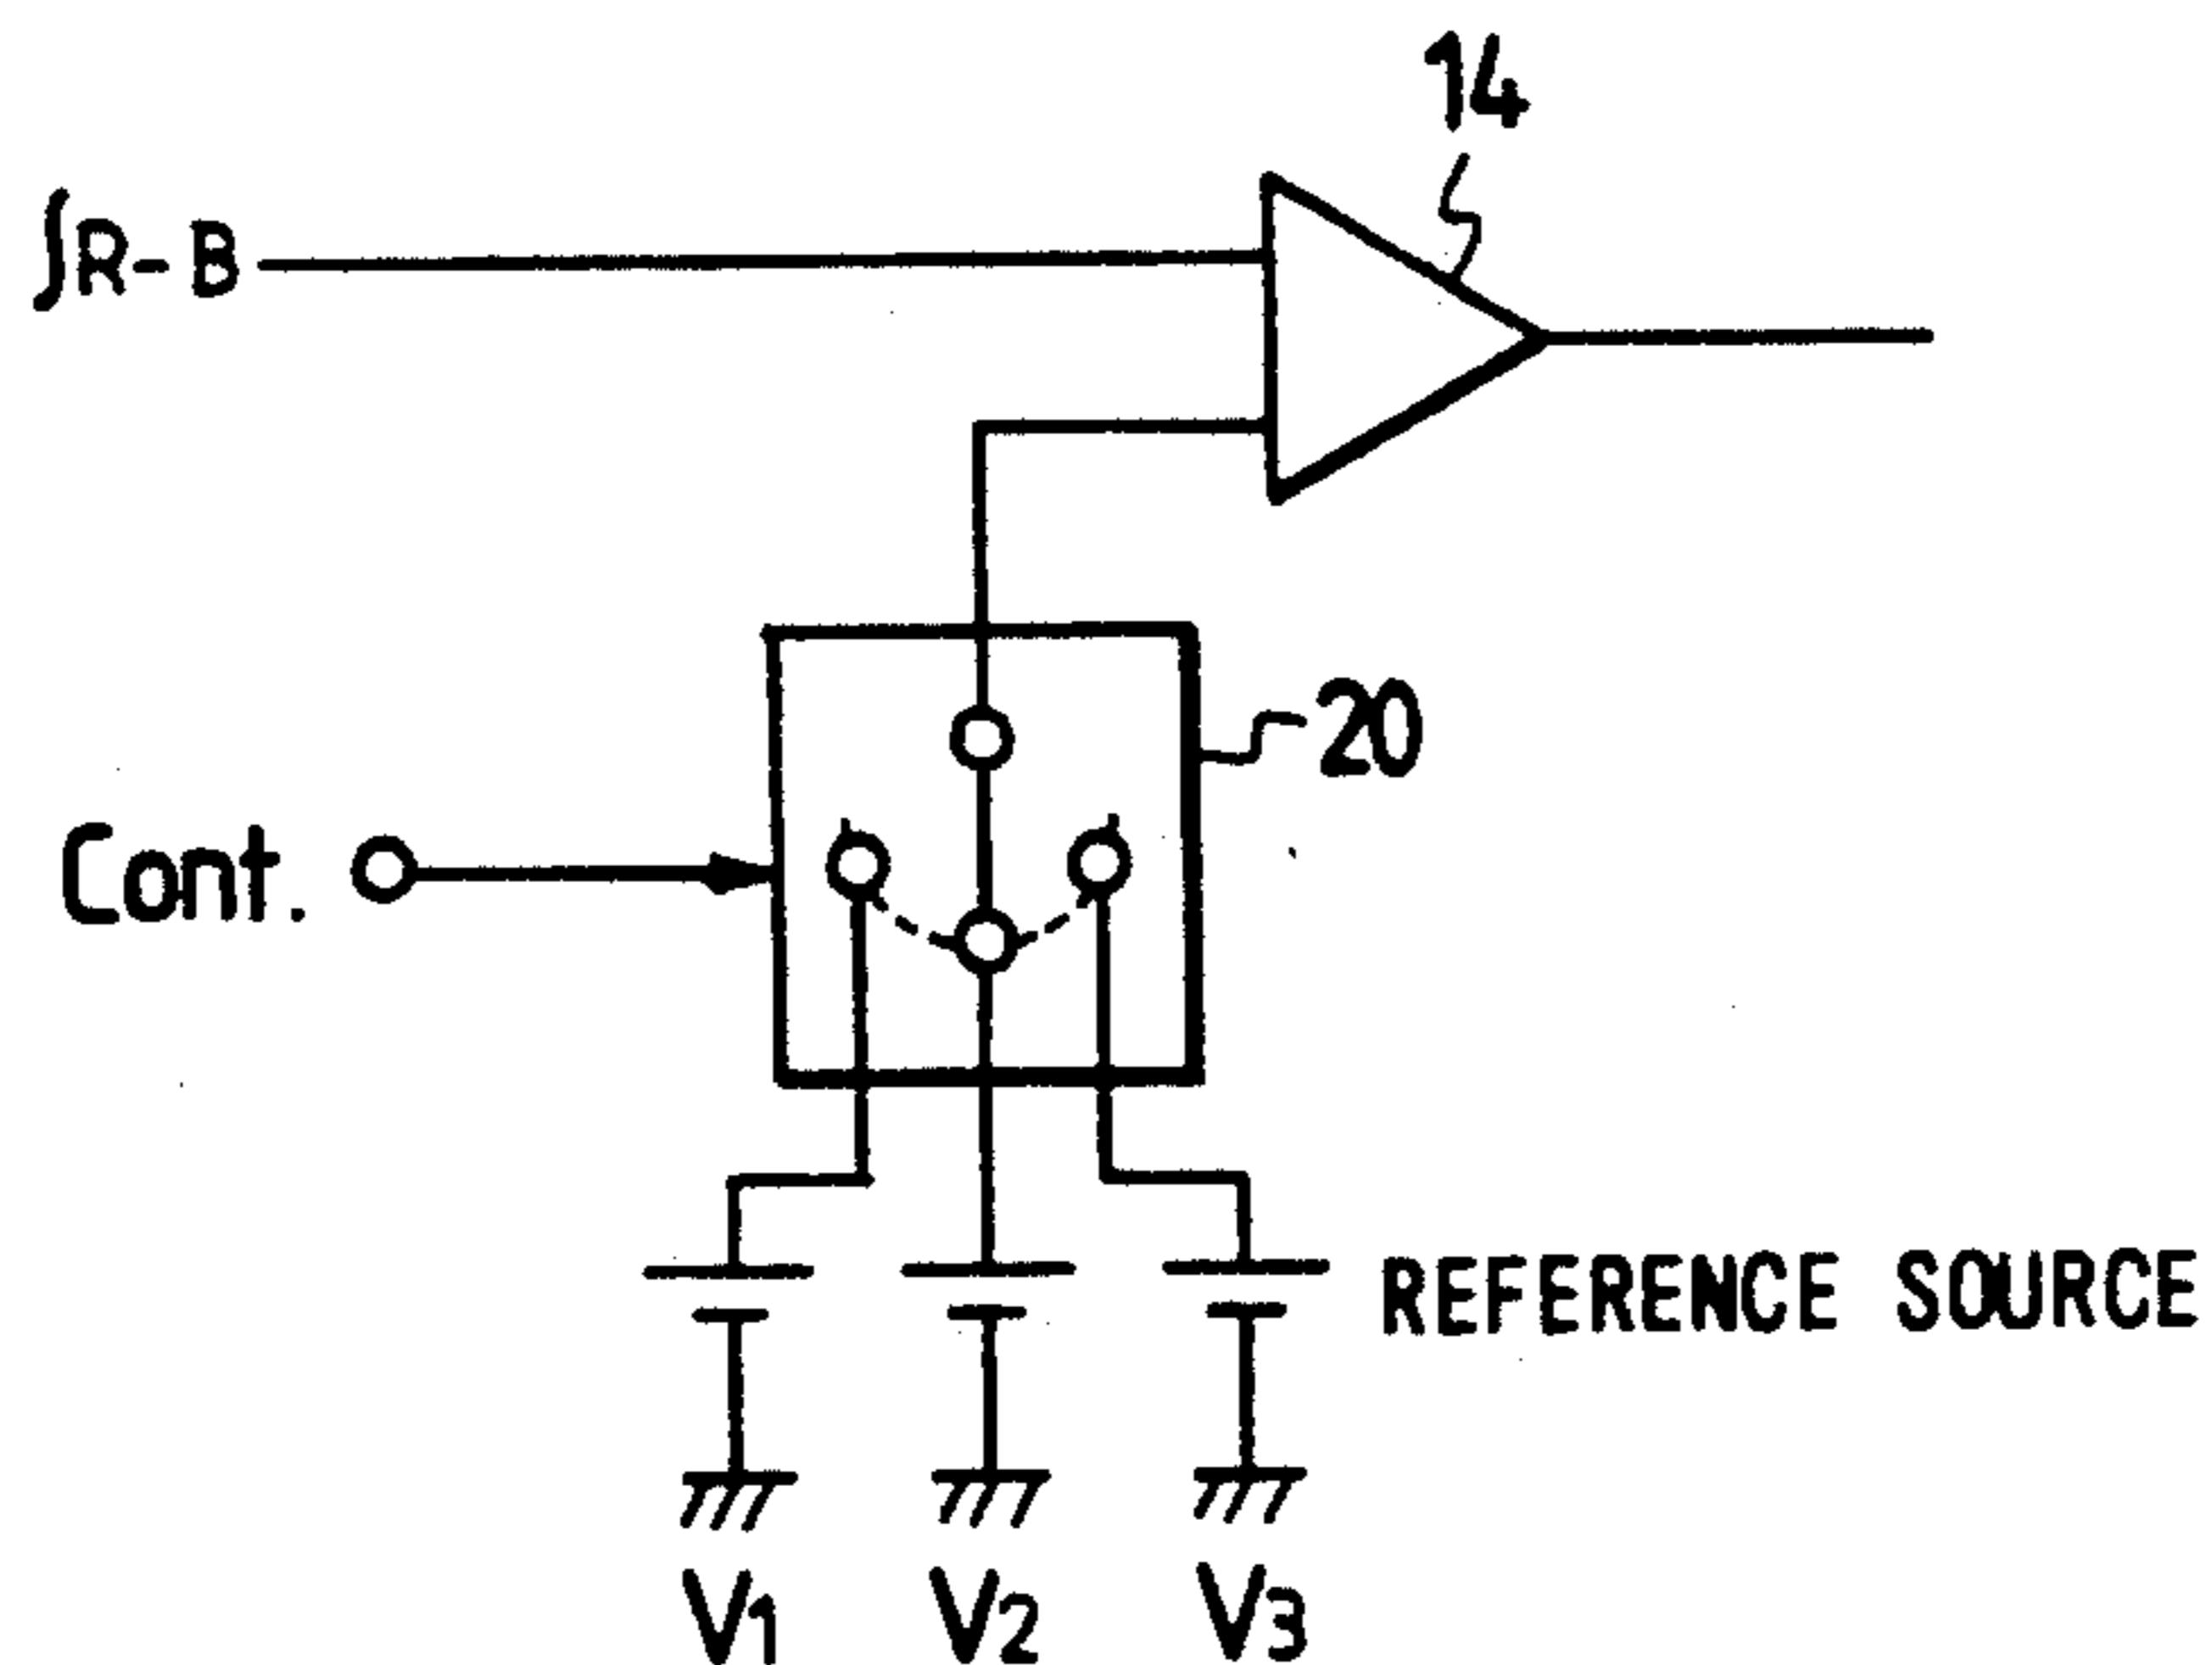 14
∫R-B
20
Cont.
REFERENCE SOURCE
V1 V2 V3